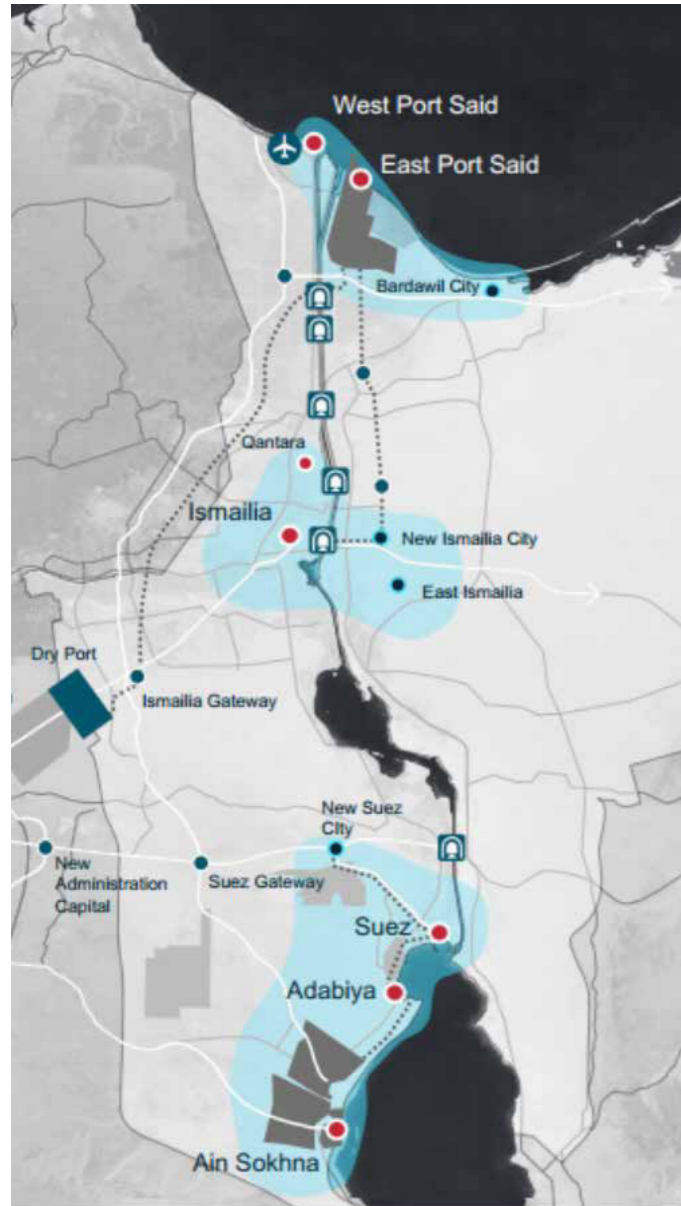 West Port Said
East Port Said
Bardawil City
Qantara
Ismailia
New Ismailia City
East Ismailia
Dry Port
Ismailia Gateway
New Suez
CIty
New
Administration
Capital
Suez Gateway
Suez
Adabiya
Ain Sokhna